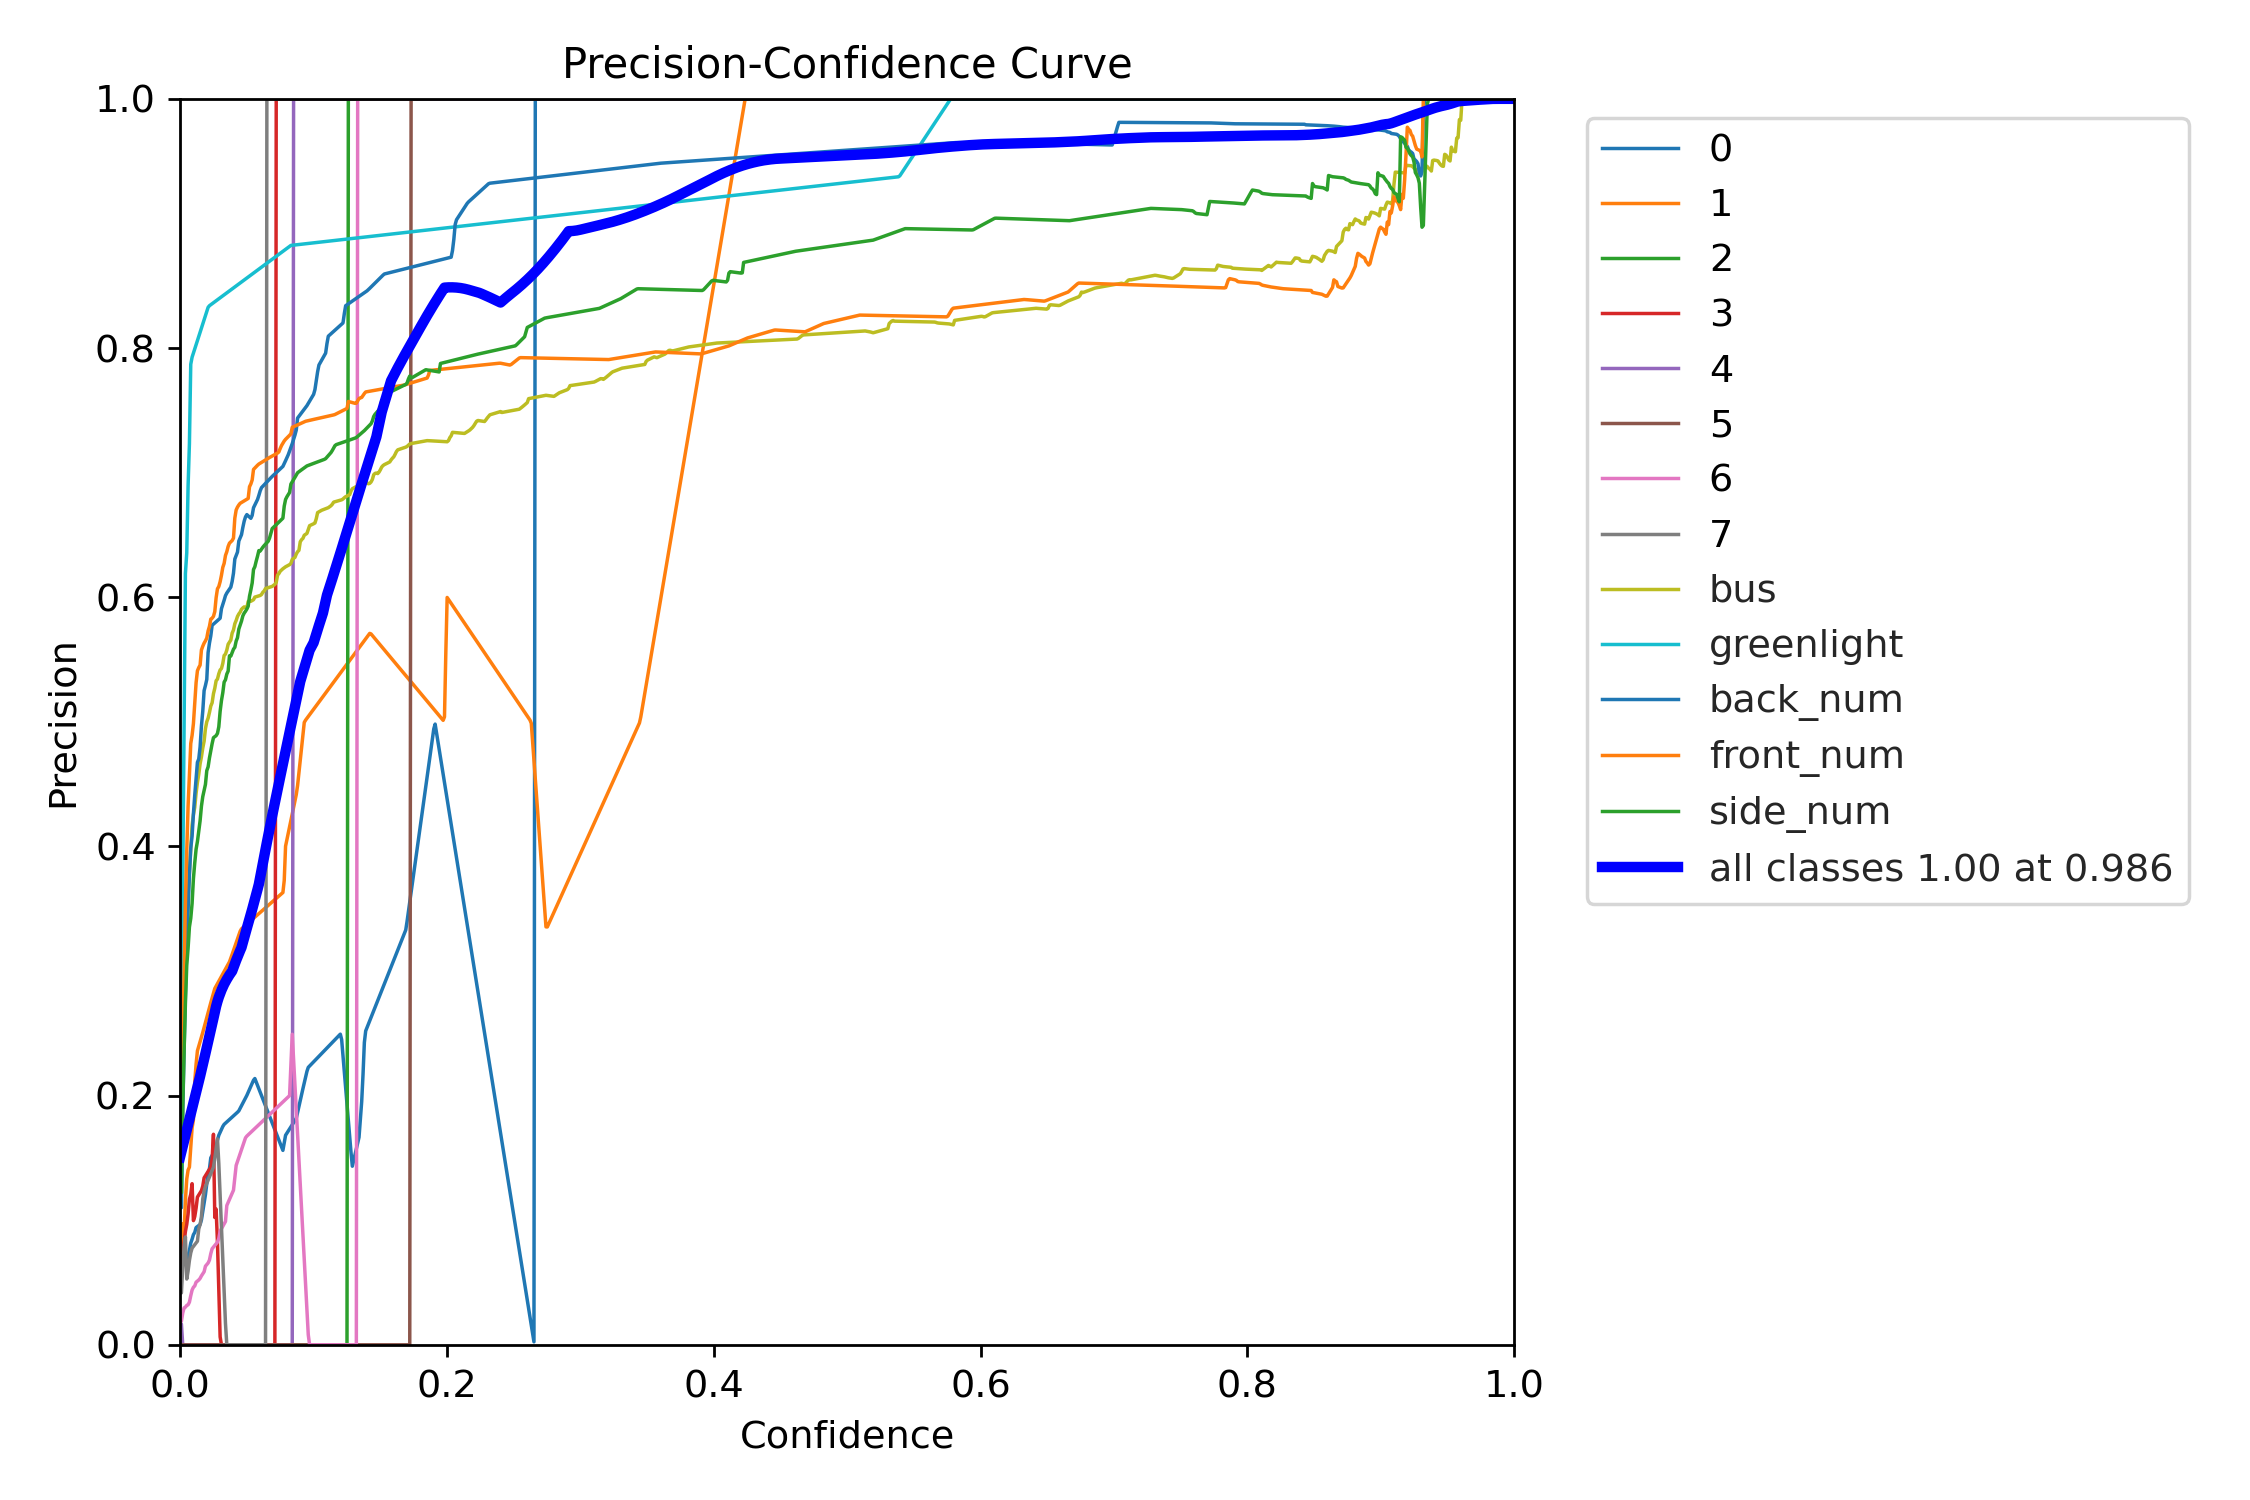 Precision-Confidence Curve
1.0
0.8
0.6
0.4
0.2
0.0
Precision
0.0 0.2 0.4 0.6 0.8 1.0
Confidence
0
1
2
3
4
5
6
7
bus
greenlight
back_num
front_num
side_num
all classes 1.00 at 0.986